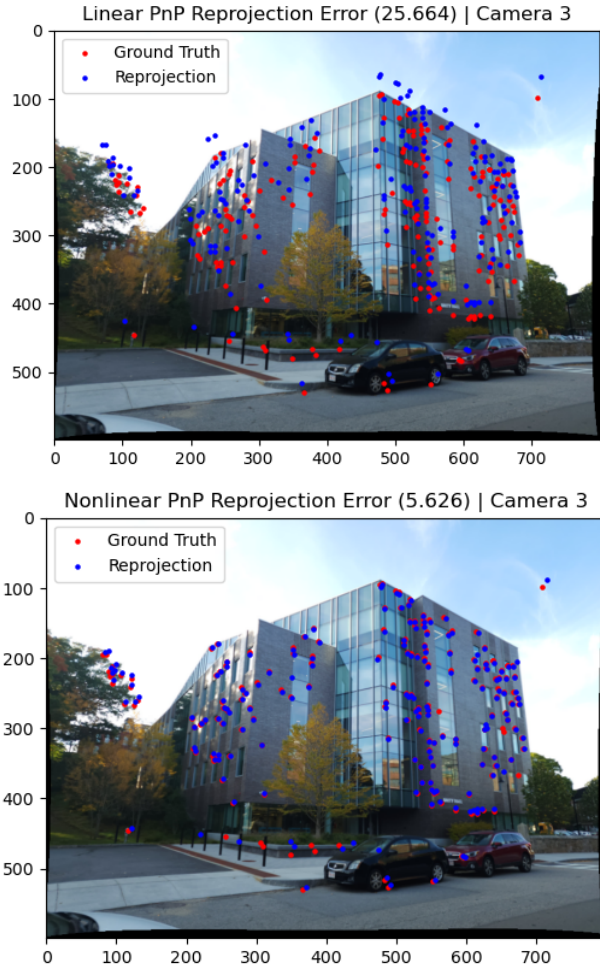 Linear PnP Reprojection Error (25.664) | Camera 3
Ground Truth
Reprojection
0
100
200
300
400
500
0 100 200 300 400 500 600 700
Nonlinear PnP Reprojection Error (5.626) | Camera 3
Ground Truth
Reprojection
0
100
200
300
400
500
0 100 200 300 400 500 600 700